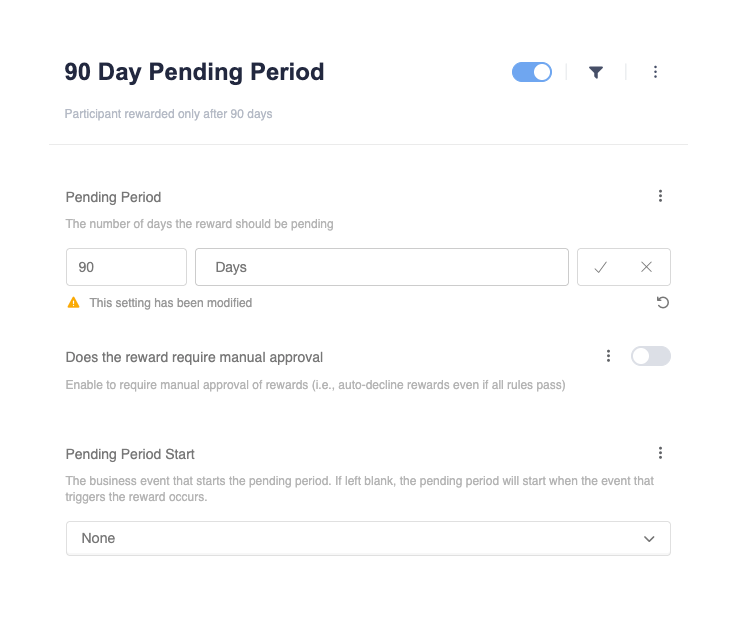 90 Day Pending Period
Participant rewarded only after 90 days
Pending Period
The number of days the reward should be pending
90
Days
This setting has been modified
Does the reward require manual approval
Enable to require manual approval of rewards (i.e., auto-decline rewards even if all rules pass)
Pending Period Start
The business event that starts the pending period. If left blank, the pending period will start when the event that
triggers the reward occurs.
None